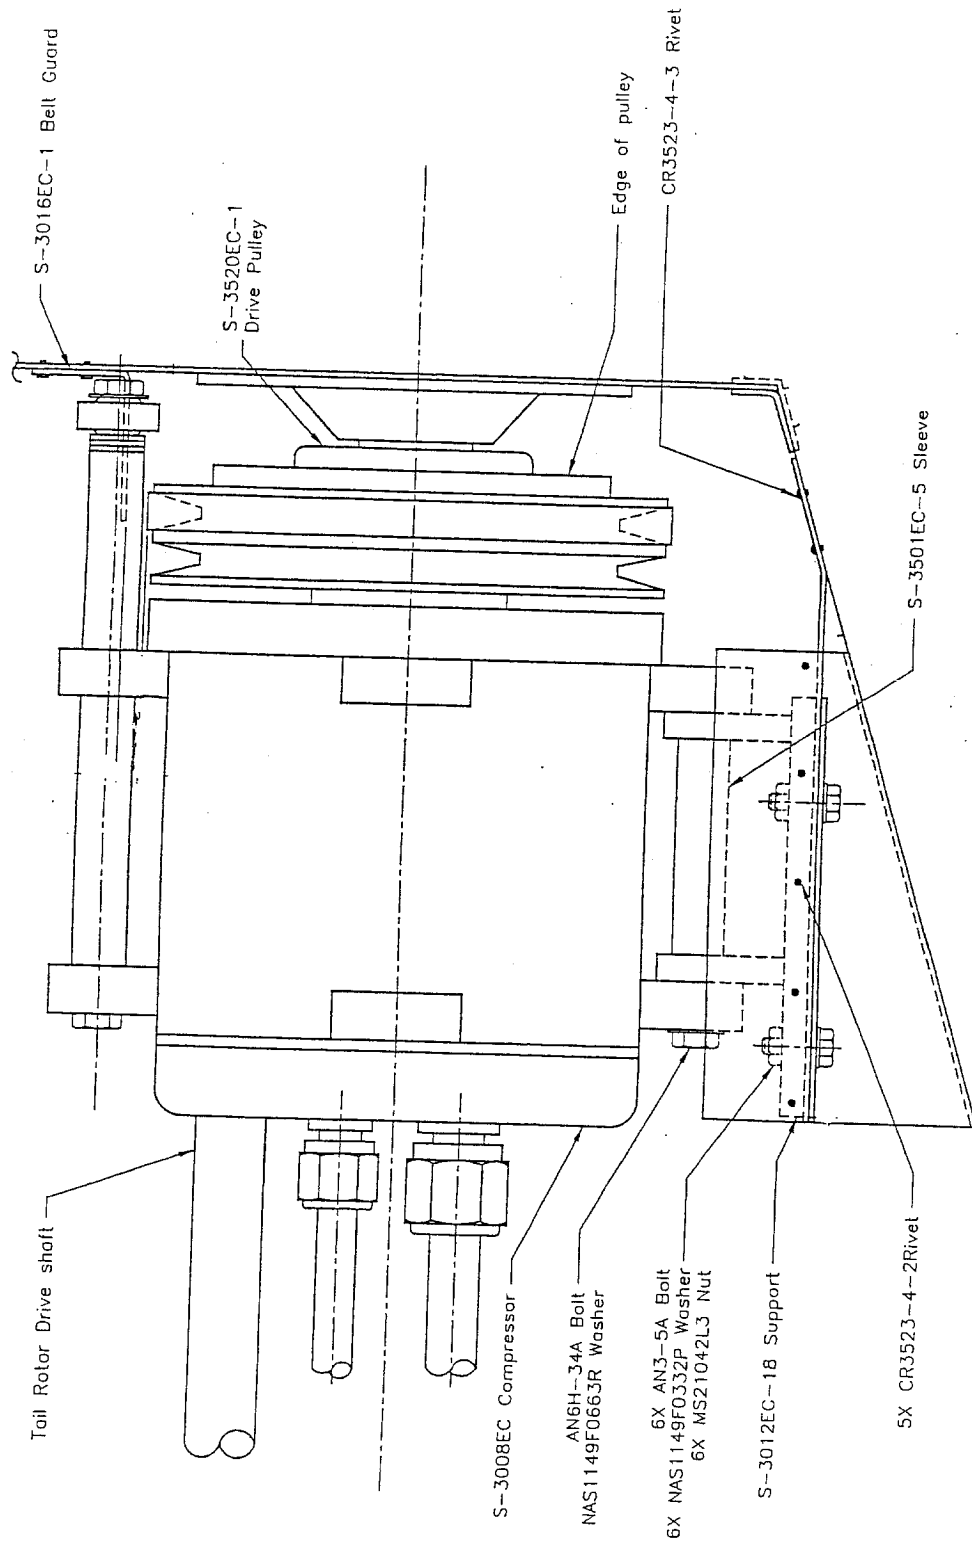 Tail Rotor Drive shaft
S-3008EC Compressor
AN6H-34A Bolt
NAS1149F0663R Washer
6X AN3-5A Bolt
6X NAS1149F0332P Washer
6X MS21042L3 Nut
S-3012EC-18 Support
5X CR3523-4-2Rivet
S-3016EC-1 Belt Guard
S-3520EC-1
Drive Pulley
Edge of pulley
CR3523-4-3 Rivet
S-3501EC-5 Sleeve